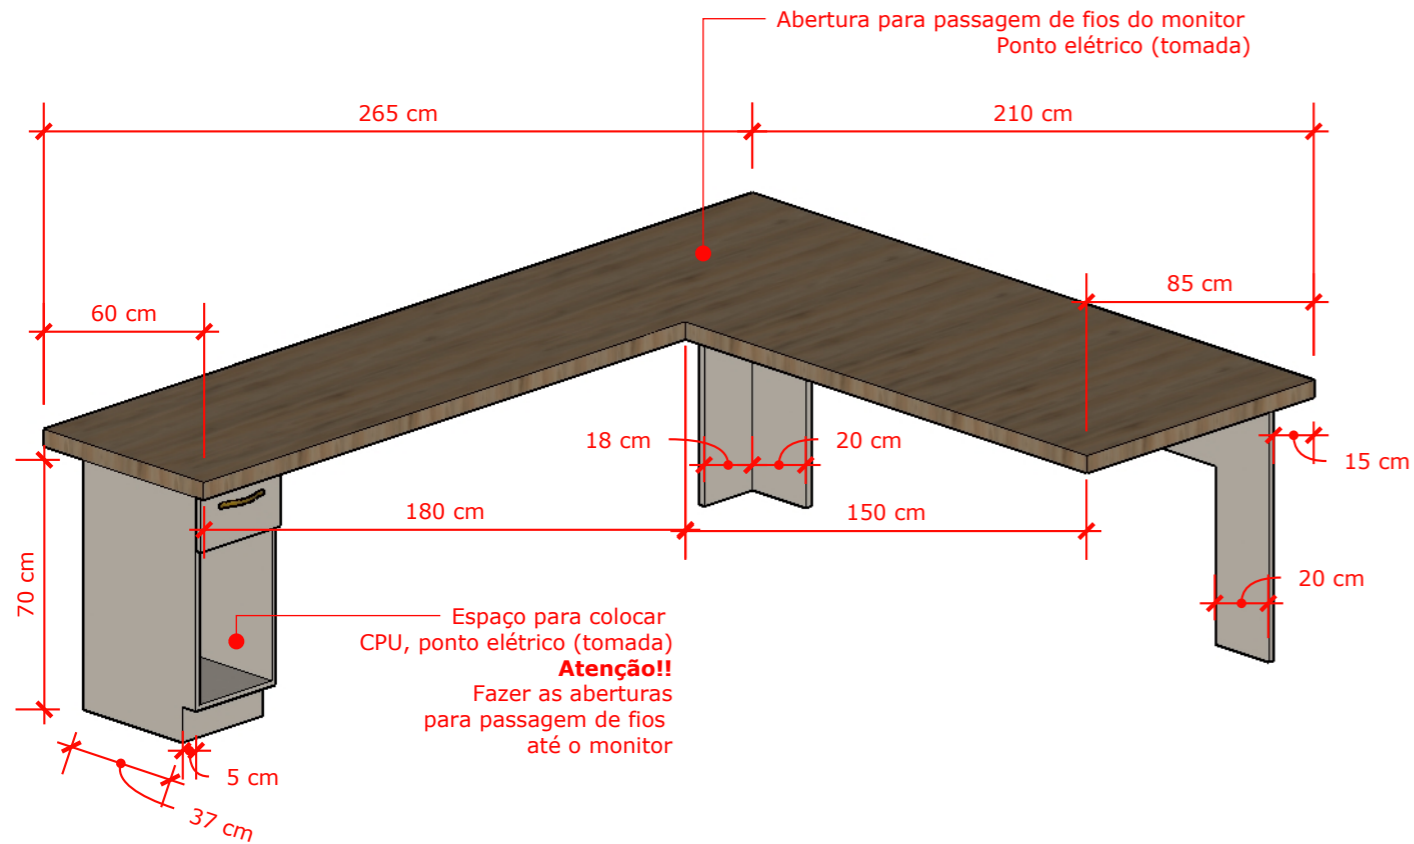 Abertura para passagem de fios do monitor
Ponto elétrico (tomada)
265 cm
210 cm
85 cm
60 cm
18 cm
20 cm
15 cm
180 cm
150 cm
70 cm
20 cm
Espaço para colocar
CPU, ponto elétrico (tomada)
Atenção!!
Fazer as aberturas
para passagem de fios
até o monitor
5 cm
37 cm